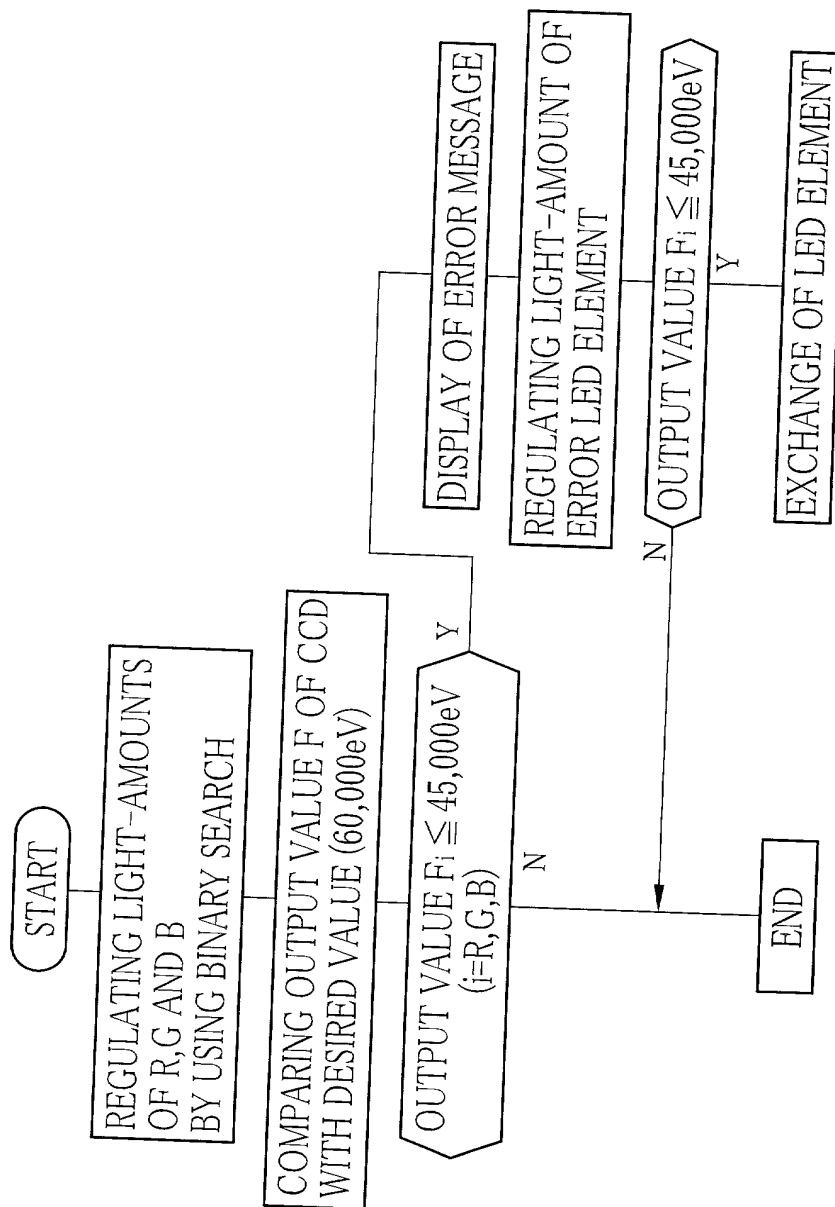 START
REGULATING LIGHT-AMOUNTS
OF R,G AND B
BY USING BINARY SEARCH
COMPARING OUTPUT VALUE F OF CCD
WITH DESIRED VALUE (60,000eV)
OUTPUT VALUE Fi ≦ 45,000eV
(i=R,G,B)
Y
N
DISPLAY OF ERROR MESSAGE
REGULATING LIGHT-AMOUNT OF
ERROR LED ELEMENT
OUTPUT VALUE Fi ≦ 45,000eV
N
Y
EXCHANGE OF LED ELEMENT
END